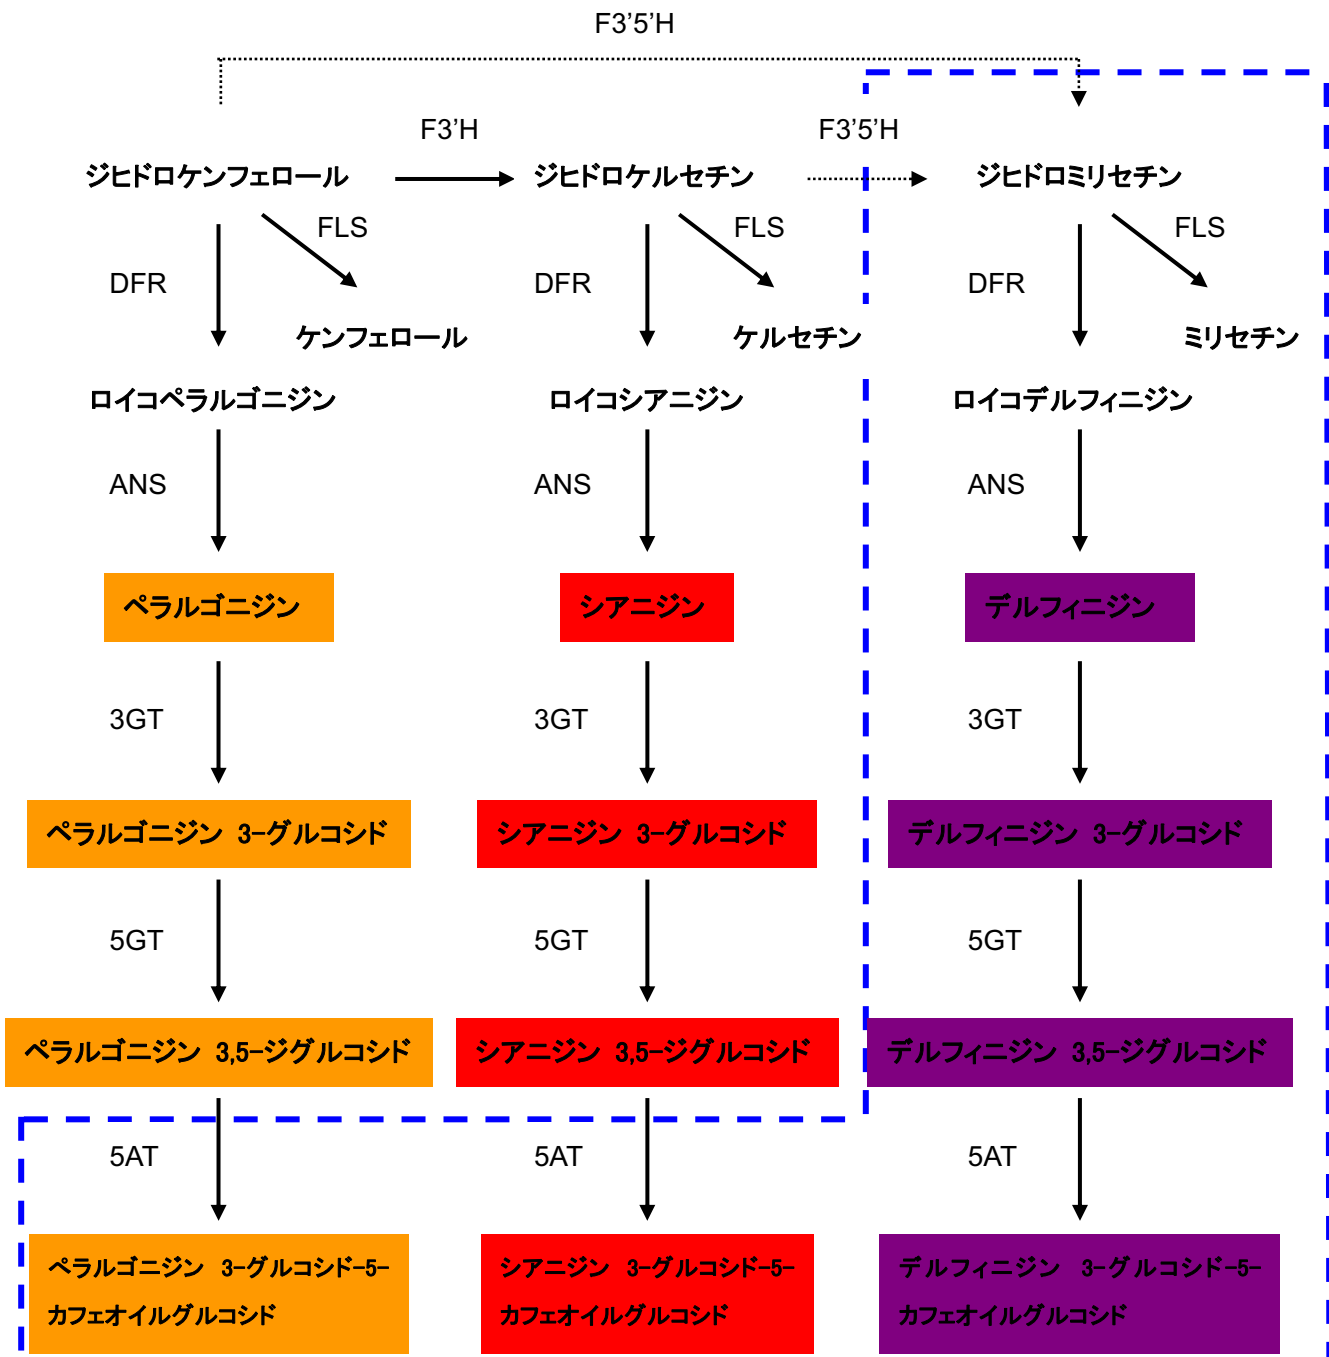 F3’5’H
F3’H
F3’5’H
ジヒドロケンフェロール
ジヒドロケルセチン
ジヒドロミリセチン
FLS
FLS
FLS
DFR
DFR
DFR
ケンフェロール
ケルセチン
ミリセチン
ロイコペラルゴニジン
ロイコシアニジン
ロイコデルフィニジン
ANS
ANS
ANS
ペラルゴニジン
シアニジン
デルフィニジン
3GT
3GT
3GT
ペラルゴニジン 3-グルコシド
シアニジン 3-グルコシド
デルフィニジン 3-グルコシド
5GT
5GT
5GT
ペラルゴニジン 3,5-ジグルコシド
シアニジン 3,5-ジグルコシド
デルフィニジン 3,5-ジグルコシド
5AT
5AT
5AT
ペラルゴニジン 3-グルコシド-5-
カフェオイルグルコシド
シアニジン 3-グルコシド-5-
カフェオイルグルコシド
デルフィニジン 3-グルコシド-5-
カフェオイルグルコシド